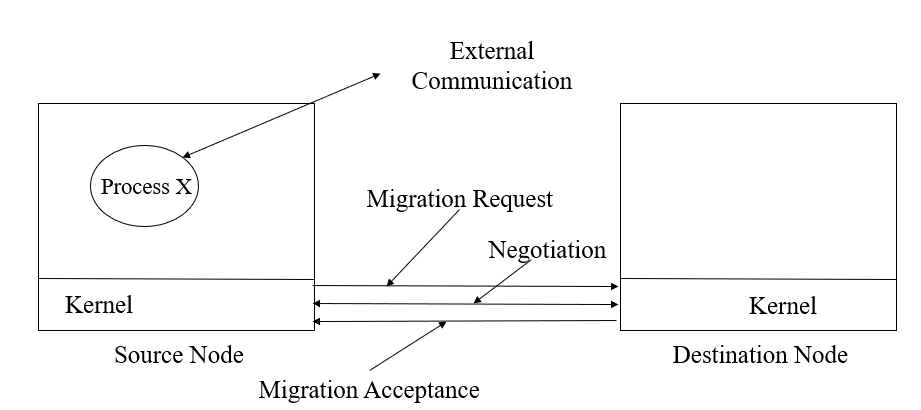 External
Communication
Process X
Migration Request
Negotiation
Kernel
Kernel
Source Node
Destination Node
Migration Acceptance